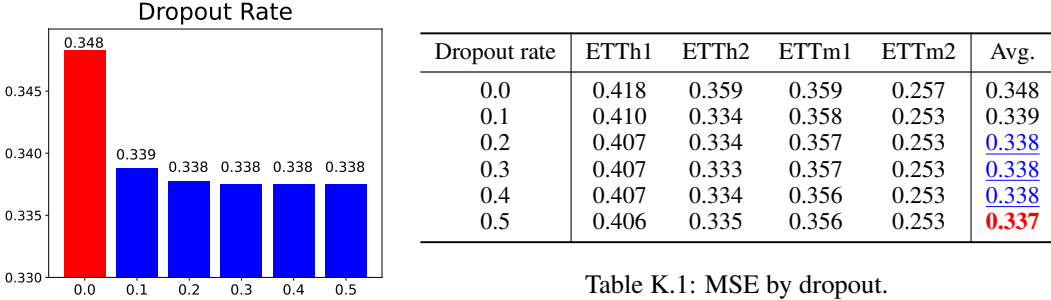 Dropout Rate
0.348
0.345
0.340
0.339
0.338
0.338
0.338
0.338
0.335
0.330
0.0 0.1 0.2 0.3 0.4 0.5
Dropout rate ETTh1 ETTh2 ETTm1 ETTm2 Avg.
0.0 0.418 0.359 0.359 0.257 0.348
0.1 0.410 0.334 0.358 0.253 0.339
0.2 0.407 0.334 0.357 0.253 0.338
0.3 0.407 0.333 0.357 0.253 0.338
0.4 0.407 0.334 0.356 0.253 0.338
0.5 0.406 0.335 0.356 0.253 0.337
Table K.1: MSE by dropout.